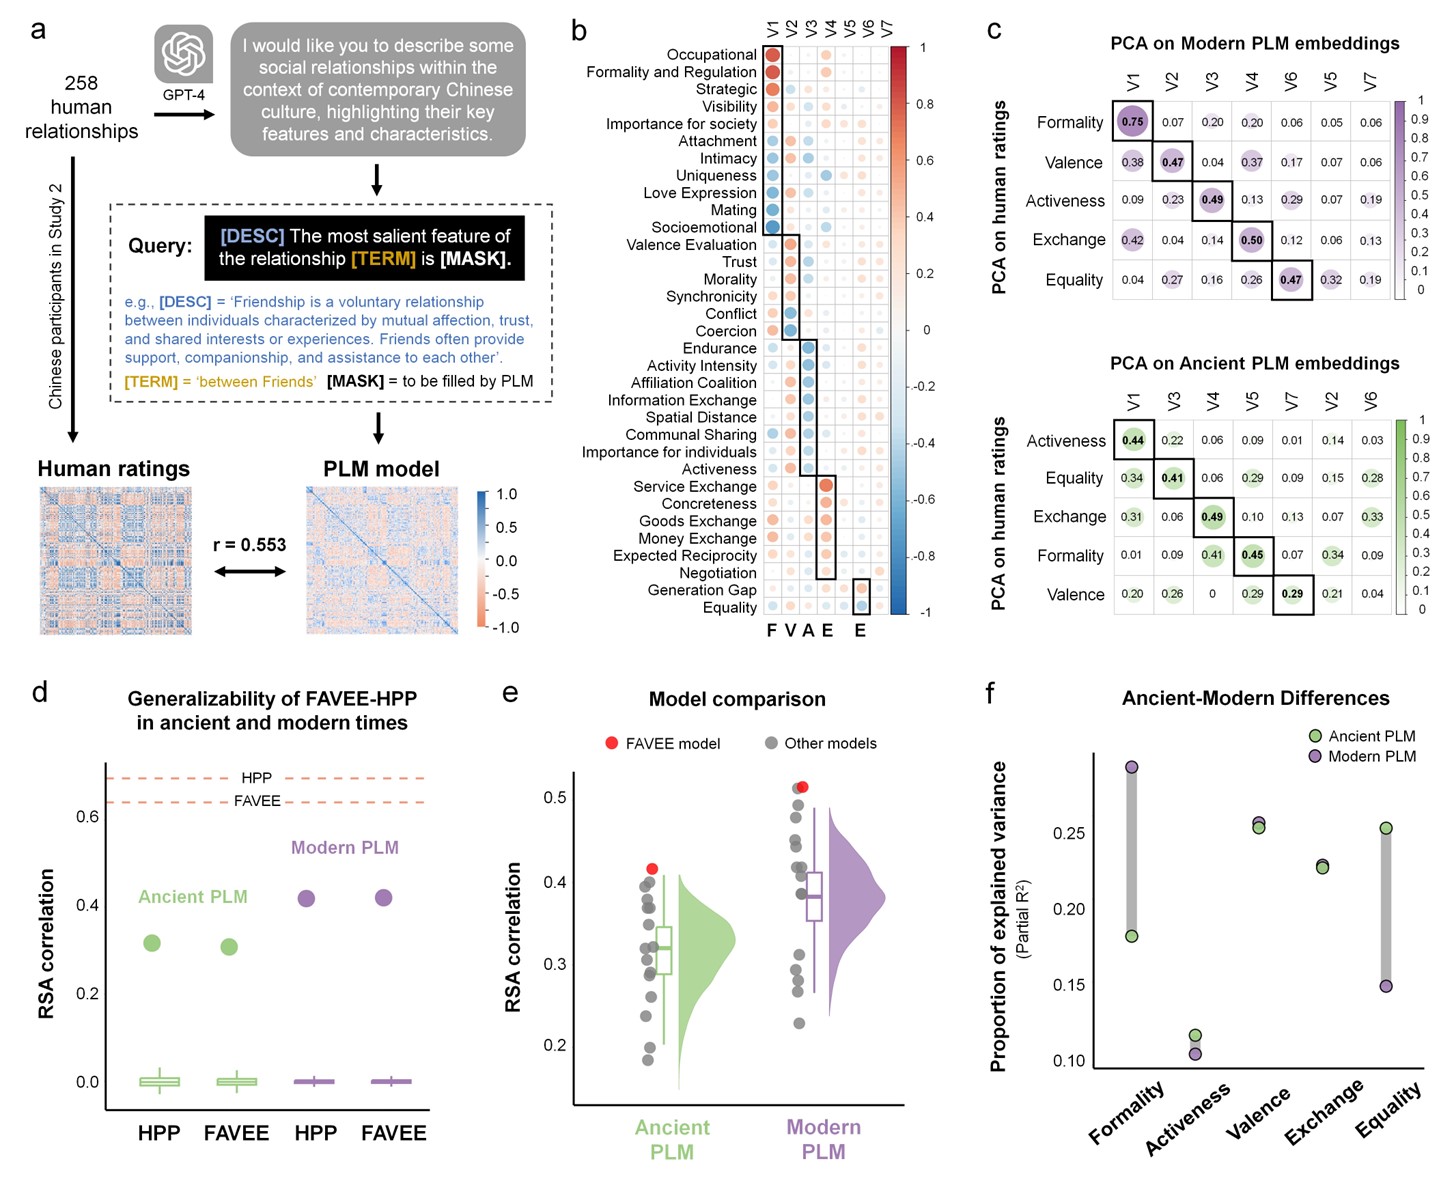 a
258
human
relationships
GPT-4
I would like you to describe some
social relationships within the
context of contemporary Chinese
culture, highlighting their key
features and characteristics.
Chinese participants in Study 2
Query:
[DESC] The most salient feature of
the relationship [TERM] is [MASK].
e.g., [DESC] = ‘Friendship is a voluntary relationship
between individuals characterized by mutual affection, trust,
and shared interests or experiences. Friends often provide
support, companionship, and assistance to each other’.
[TERM] = ‘between Friends’ [MASK] = to be filled by PLM
Human ratings
PLM model
r = 0.553
1.0
0.5
0.0
-0.5
-1.0
b
V1 V2 V3 V4 V5 V6 V7
Occupational
Formality and Regulation
Strategic
Visibility
Importance for society
Attachment
Intimacy
Uniqueness
Love Expression
Mating
Socioemotional
Valence Evaluation
Trust
Morality
Synchronicity
Conflict
Coercion
Endurance
Activity Intensity
Affiliation Coalition
Information Exchange
Spatial Distance
Communal Sharing
Importance for individuals
Activeness
Service Exchange
Concreteness
Goods Exchange
Money Exchange
Expected Reciprocity
Negotiation
Generation Gap
Equality
F V A E E
1
0.8
0.6
0.4
0.2
0
-0.2
-0.4
-0.6
-0.8
-1
c
PCA on Modern PLM embeddings
PCA on human ratings
V1 V2 V3 V4 V6 V5 V7
Formality 0.75 0.07 0.20 0.20 0.06 0.05 0.06
Valence 0.38 0.47 0.04 0.37 0.17 0.07 0.06
Activeness 0.09 0.23 0.49 0.13 0.29 0.07 0.19
Exchange 0.42 0.04 0.14 0.50 0.12 0.06 0.13
Equality 0.04 0.27 0.16 0.26 0.47 0.32 0.19
1
0.9
0.8
0.7
0.6
0.5
0.4
0.3
0.2
0.1
0
PCA on Ancient PLM embeddings
PCA on human ratings
V1 V3 V4 V5 V7 V2 V6
Activeness 0.44 0.22 0.06 0.09 0.01 0.14 0.03
Equality 0.34 0.41 0.06 0.29 0.09 0.15 0.28
Exchange 0.31 0.06 0.49 0.10 0.13 0.07 0.33
Formality 0.01 0.09 0.41 0.45 0.07 0.34 0.09
Valence 0.20 0.26 0 0.29 0.29 0.21 0.04
1
0.9
0.8
0.7
0.6
0.5
0.4
0.3
0.2
0.1
0
d
Generalizability of FAVEE-HPP
in ancient and modern times
HPP
FAVEE
Modern PLM
Ancient PLM
RSA correlation
0.6
0.4
0.2
0.0
HPP FAVEE HPP FAVEE
e
Model comparison
FAVEE model Other models
RSA correlation
0.5
0.4
0.3
0.2
Ancient
PLM
Modern
PLM
f
Ancient-Modern Differences
Ancient PLM
Modern PLM
Proportion of explained variance
(Partial R²)
0.25
0.20
0.15
0.10
Formality
Activeness
Valence
Exchange
Equality